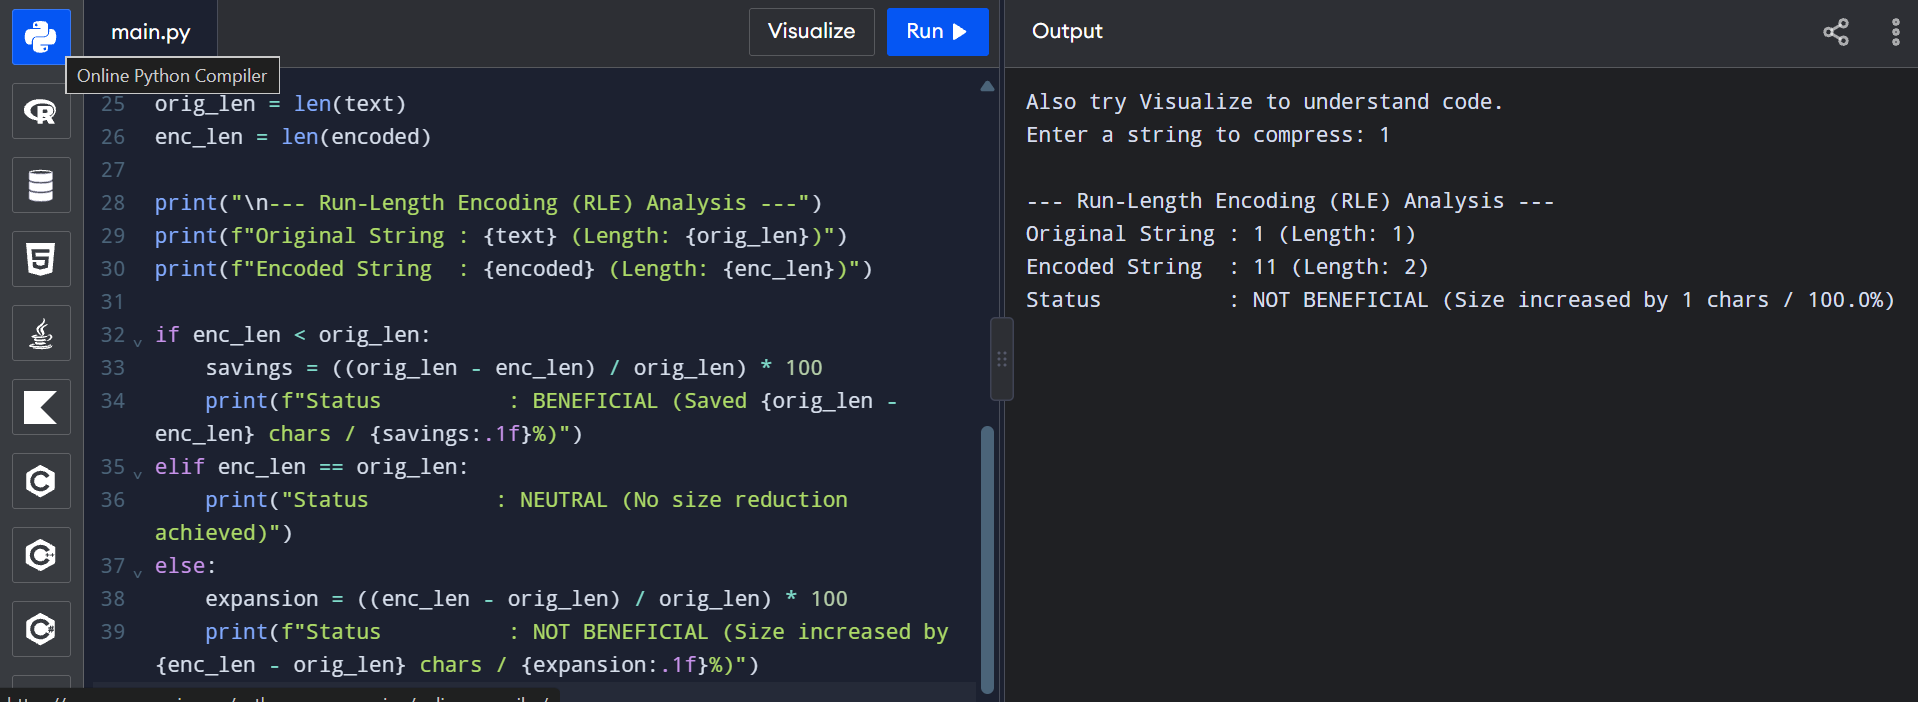 main.py
Visualize
Run
Output
Online Python Compiler
25 orig_len = len(text)
26 enc_len = len(encoded)
27
28 print("\n--- Run-Length Encoding (RLE) Analysis ---")
29 print(f"Original String : {text} (Length: {orig_len})")
30 print(f"Encoded String  : {encoded} (Length: {enc_len})")
31
32 if enc_len < orig_len:
33     savings = ((orig_len - enc_len) / orig_len) * 100
34     print(f"Status          : BENEFICIAL (Saved {orig_len -
enc_len} chars / {savings:.1f}%)")
35 elif enc_len == orig_len:
36     print("Status          : NEUTRAL (No size reduction
achieved)")
37 else:
38     expansion = ((enc_len - orig_len) / orig_len) * 100
39     print(f"Status          : NOT BENEFICIAL (Size increased by
{enc_len - orig_len} chars / {expansion:.1f}%)")
Also try Visualize to understand code.
Enter a string to compress: 1

--- Run-Length Encoding (RLE) Analysis ---
Original String : 1 (Length: 1)
Encoded String  : 11 (Length: 2)
Status          : NOT BENEFICIAL (Size increased by 1 chars / 100.0%)